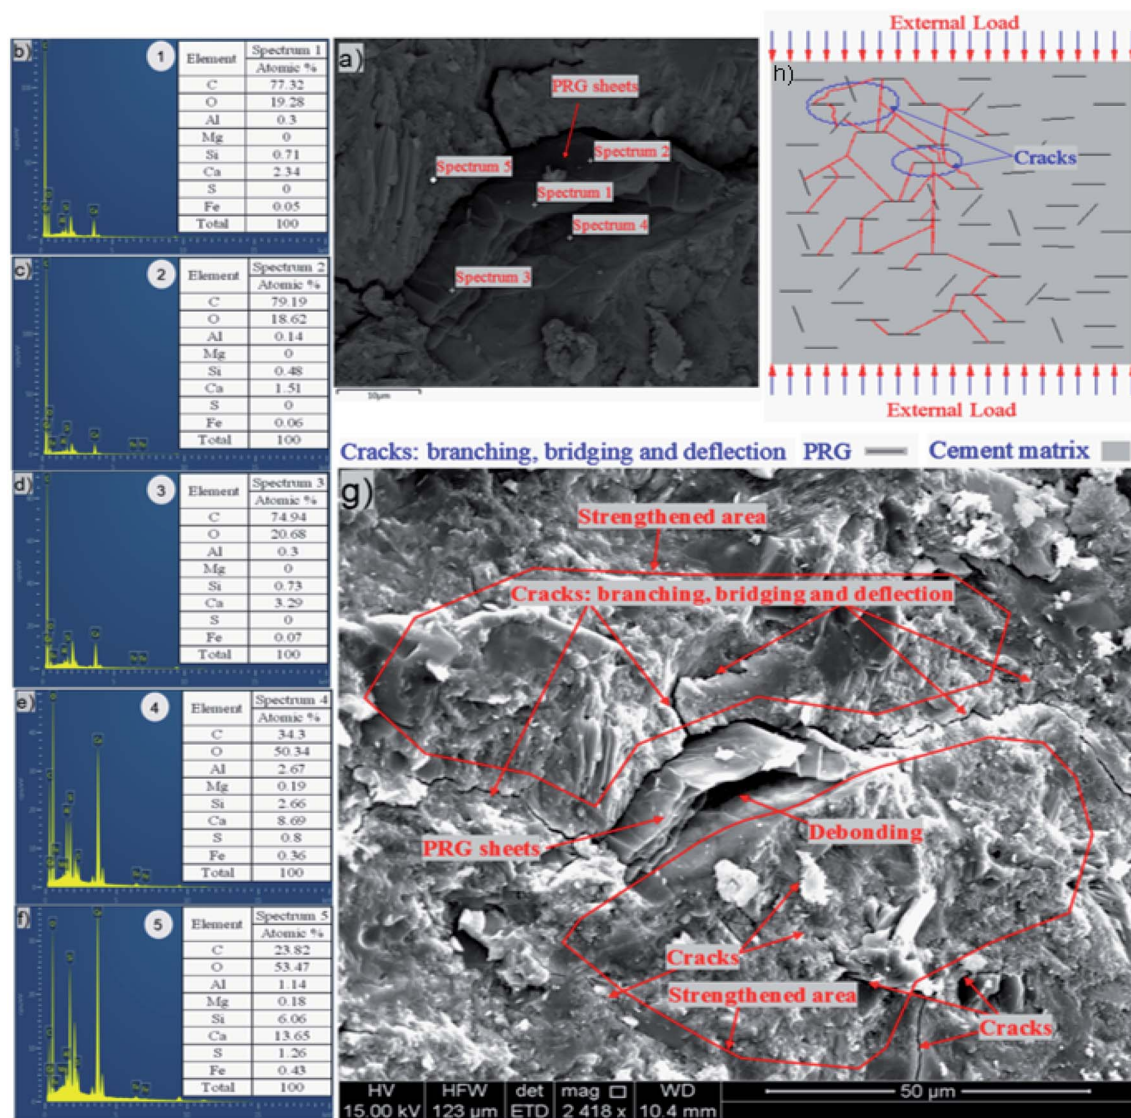 b)
1
Element Spectrum 1
Atomic %
C 77.32
O 19.28
Al 0.3
Mg 0
Si 0.71
Ca 2.34
S 0
Fe 0.05
Total 100
c)
2
Element Spectrum 2
Atomic %
C 79.19
O 18.62
Al 0.14
Mg 0
Si 0.48
Ca 1.51
S 0
Fe 0.06
Total 100
d)
3
Element Spectrum 3
Atomic %
C 74.94
O 20.68
Al 0.3
Mg 0
Si 0.73
Ca 3.29
S 0
Fe 0.07
Total 100
e)
4
Element Spectrum 4
Atomic %
C 34.3
O 50.34
Al 2.67
Mg 0.19
Si 2.66
Ca 8.69
S 0.8
Fe 0.36
Total 100
f)
5
Element Spectrum 5
Atomic %
C 23.82
O 53.47
Al 1.14
Mg 0.18
Si 6.06
Ca 13.65
S 1.26
Fe 0.43
Total 100
a)
PRG sheets
Spectrum 2
Spectrum 5
Spectrum 1
Spectrum 4
Spectrum 3
10μm
External Load
h)
Cracks
External Load
Cracks: branching, bridging and deflection PRG Cement matrix
g)
Strengthened area
Cracks: branching, bridging and deflection
PRG sheets
Debonding
Cracks
Strengthened area
Cracks
HV HFW det mag WD 50 μm
15.00 kV 123 μm ETD 2 418 x 10.4 mm